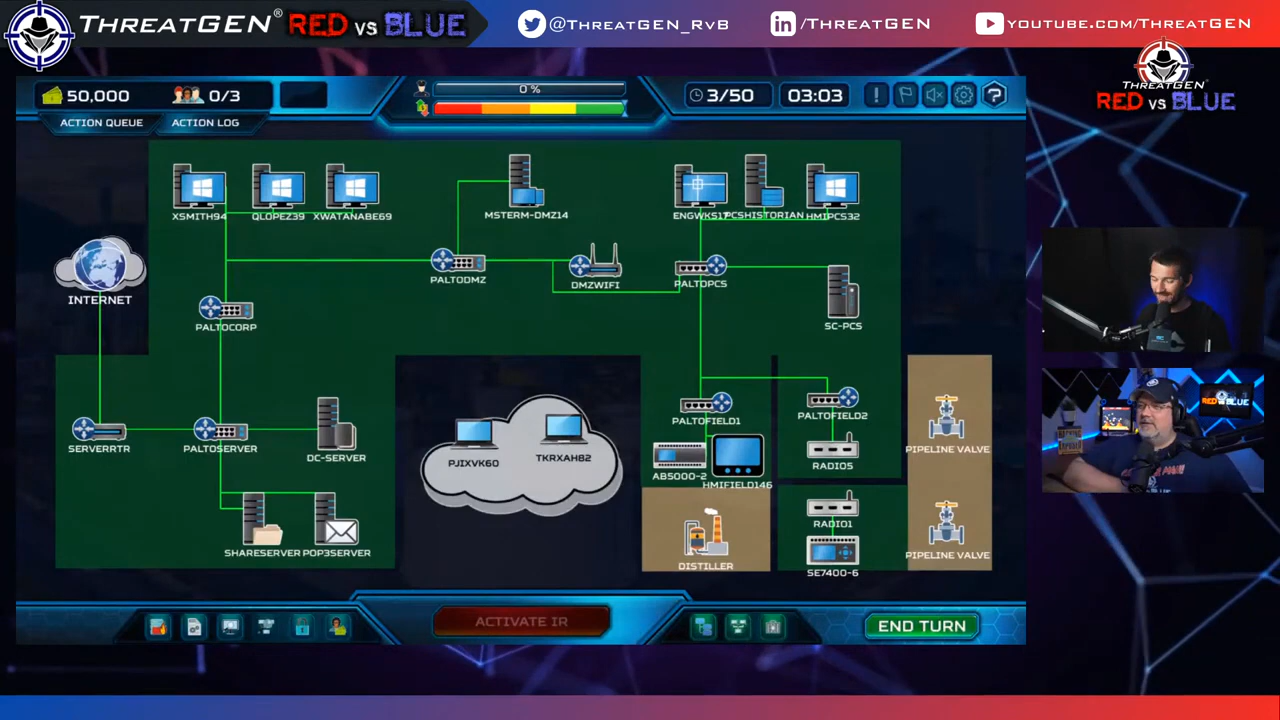 THREATGEN® RED VS BLUE
@THREATGEN_RVB
/THREATGEN
YOUTUBE.COM/THREATGEN
THREATGEN®
RED VS BLUE
50,000
0/3
0 %
3/50
03:03
ACTION QUEUE
ACTION LOG
XSMITH94
QLOPEZ39
XWATANABE69
MSTERM-DMZ14
PCSHISTORIAN
HMIPCS32
INTERNET
PALTODMZ
DMZWIFI
PALTOPCS
PALTOCORP
SC-PCS
SERVERRTR
PALTOSERVER
DC-SERVER
PJIXVK60
TKRXAH82
PALTOFIELD1
PALTOFIELD2
AB5000-2
HMIFIELD146
RADIO5
PIPELINE VALVE
SHARESERVER
POP3SERVER
DISTILLER
RADIO1
SE7400-6
PIPELINE VALVE
ACTIVATE IR
END TURN
RED VS BLUE